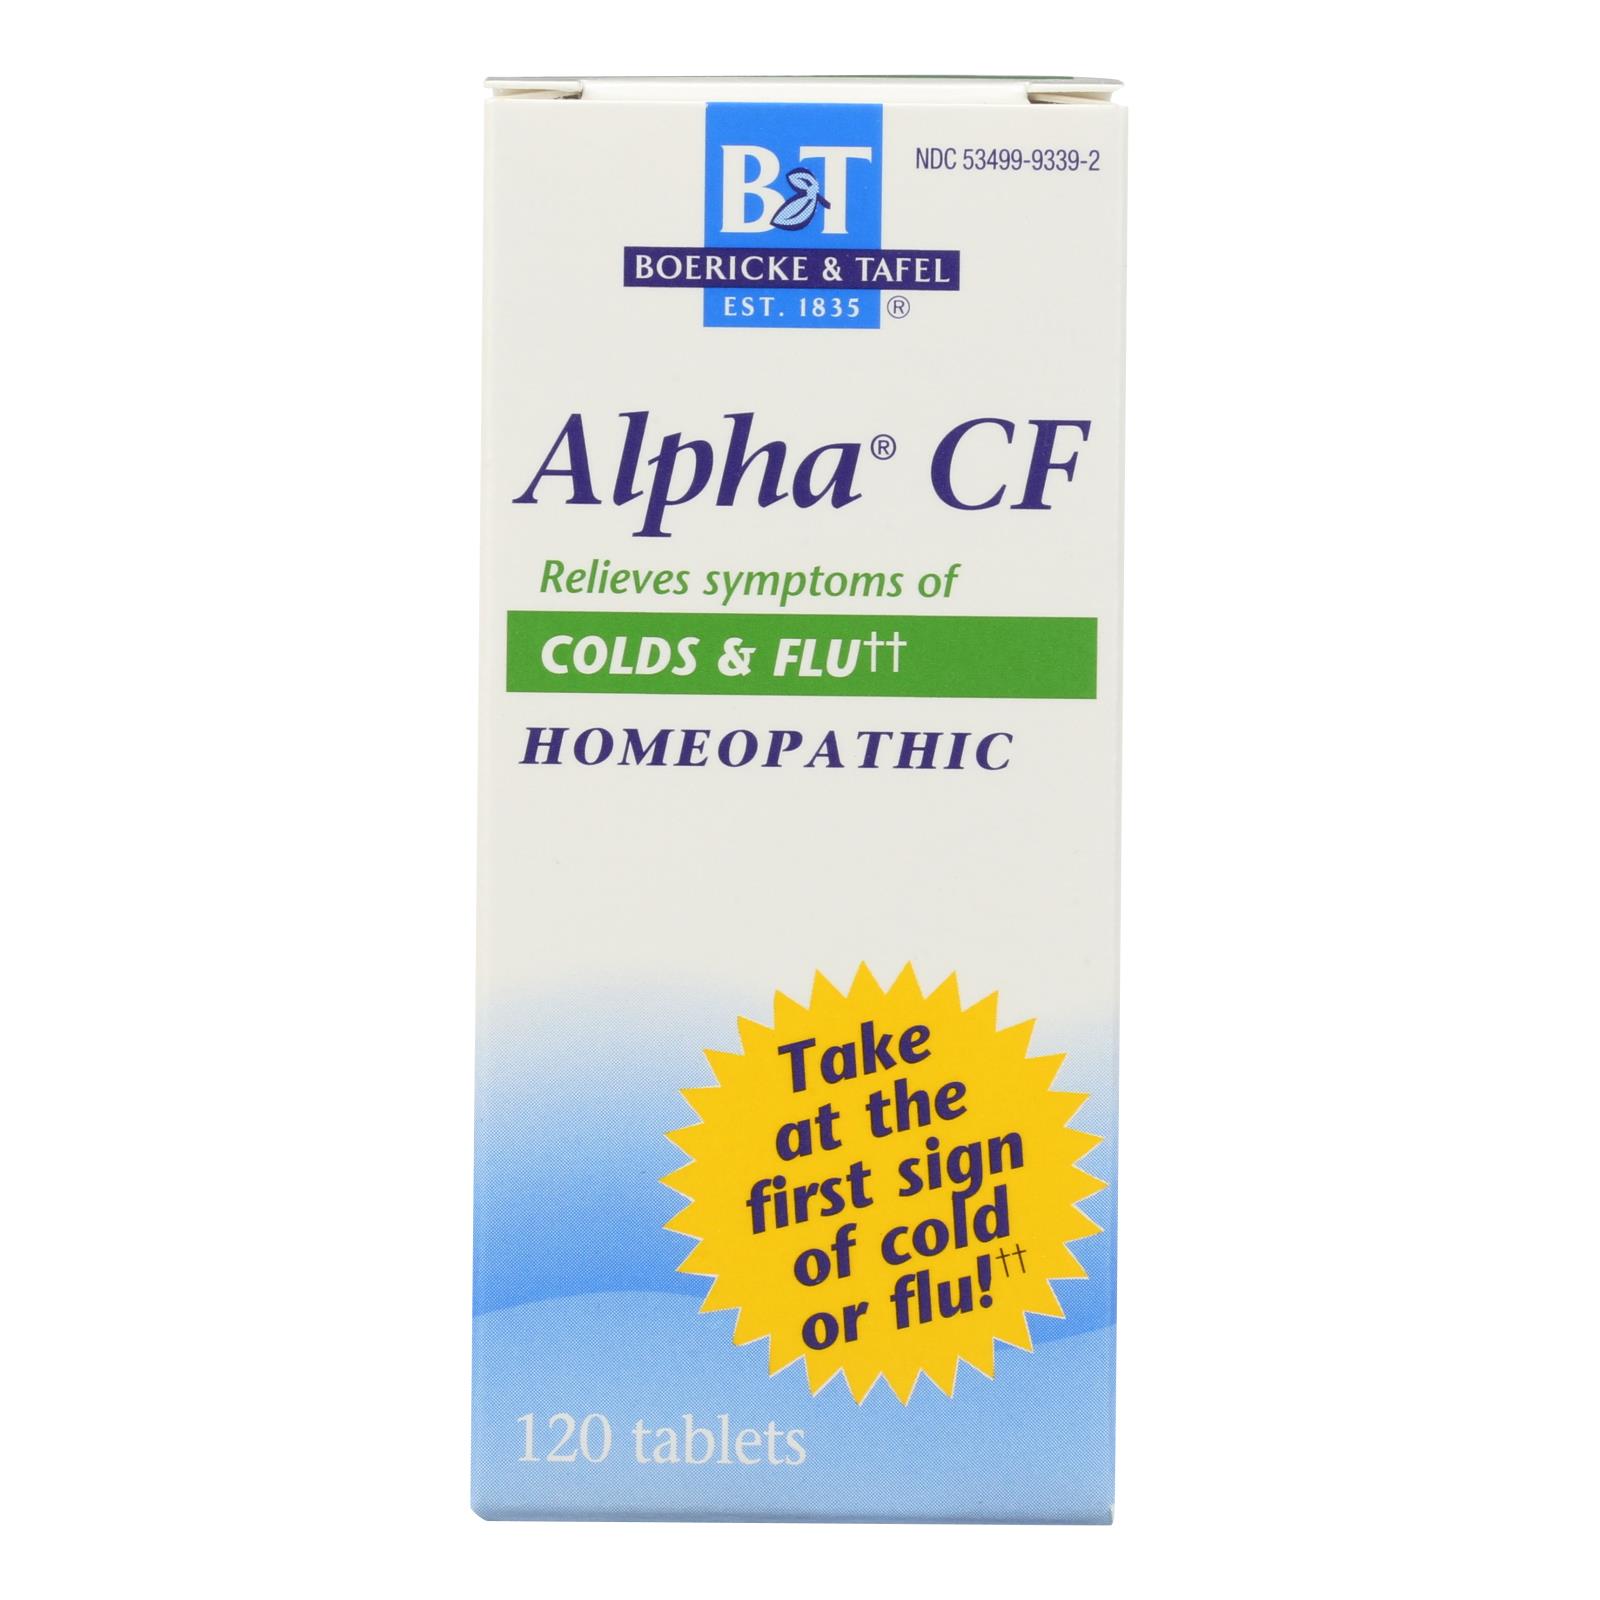 B&T
NDC 53499-9339-2
BOERICKE & TAFEL
EST. 1835 ®
Alpha® CF
Relieves symptoms of
COLDS & FLU††
HOMEOPATHIC
Take
at the
first sign
of cold
or flu!††
120 tablets